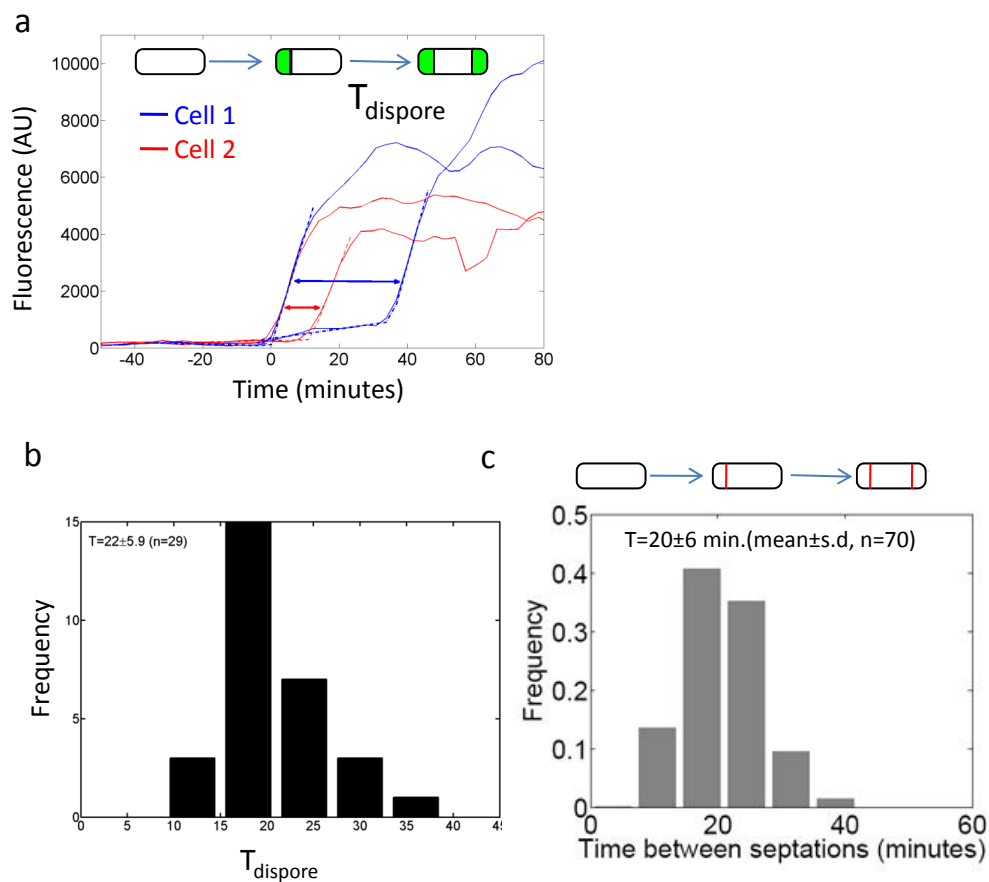 a
10000
8000
6000
4000
2000
0
Fluorescence (AU)
T_dispore
Cell 1
Cell 2
-40 -20 0 20 40 60 80
Time (minutes)
b
15
10
5
0
Frequency
T=22±5.9 (n=29)
0 5 10 15 20 25 30 35 40 45
T_dispore
c
0.5
0.4
0.3
0.2
0.1
0
Frequency
T=20±6 min.(mean±s.d, n=70)
0 20 40 60
Time between septations (minutes)